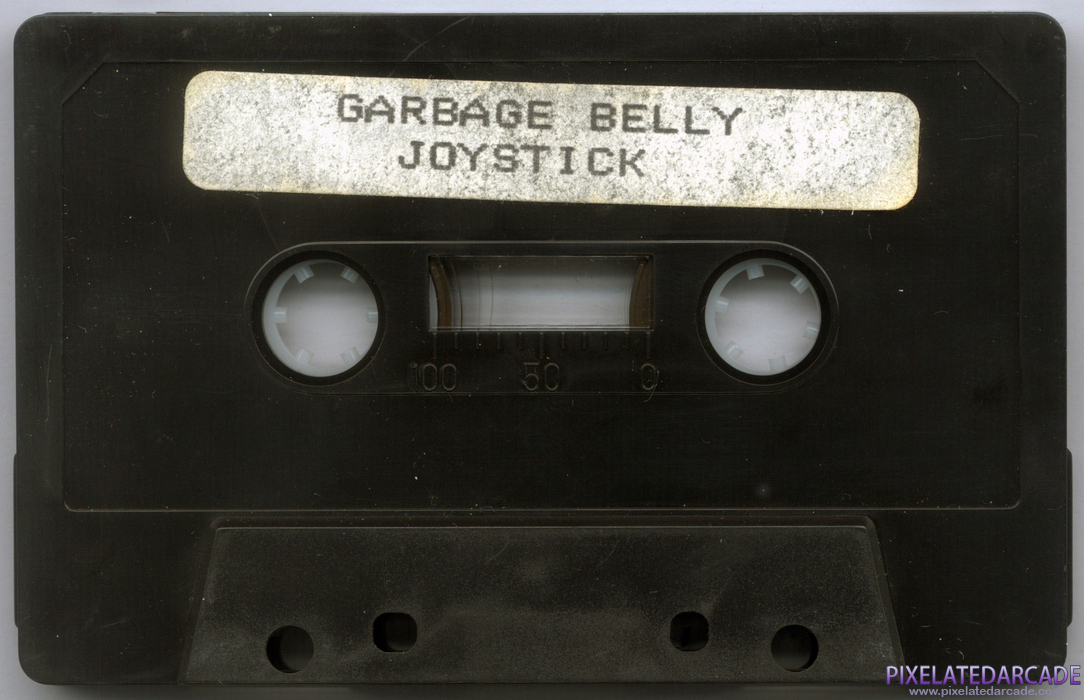 GARBAGE BELLY
JOYSTICK
100 50 0
PIXELATEDARCADE
www.pixelatedarcade.com